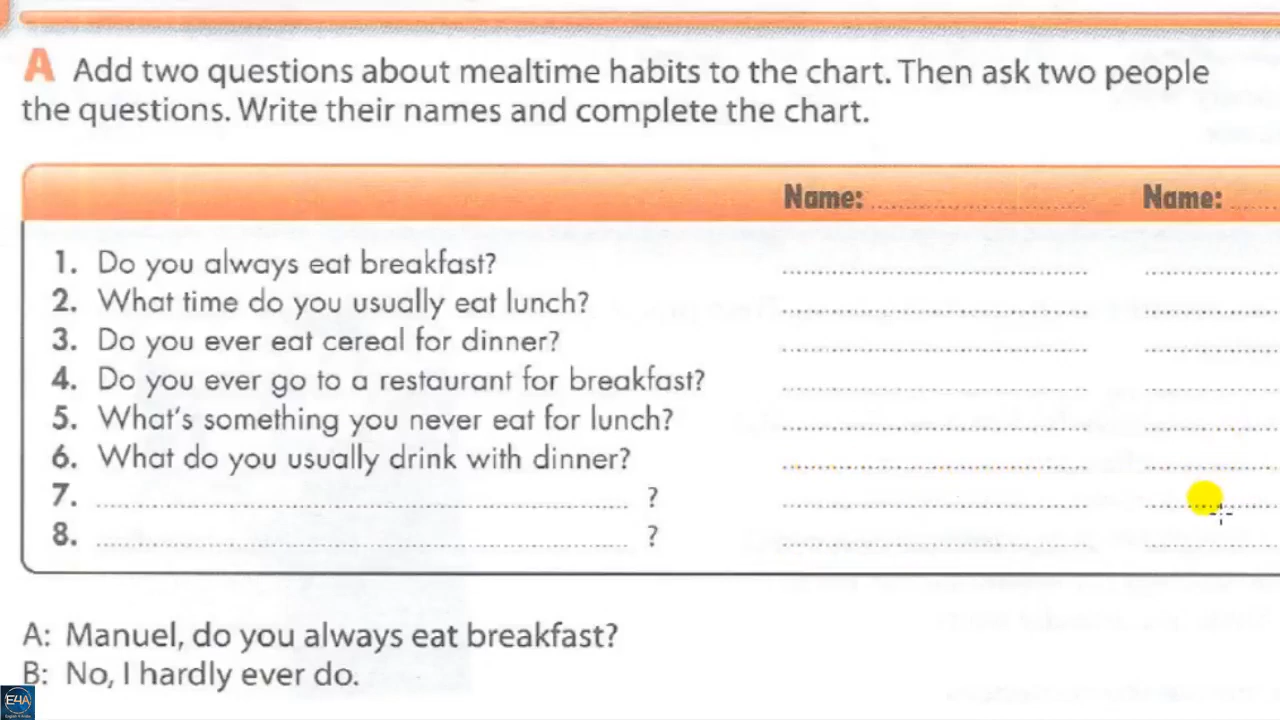 A Add two questions about mealtime habits to the chart. Then ask two people
the questions. Write their names and complete the chart.
Name: Name:
1. Do you always eat breakfast?
2. What time do you usually eat lunch?
3. Do you ever eat cereal for dinner?
4. Do you ever go to a restaurant for breakfast?
5. What's something you never eat for lunch?
6. What do you usually drink with dinner?
7. ?
8. ?
A: Manuel, do you always eat breakfast?
B: No, I hardly ever do.
E4A